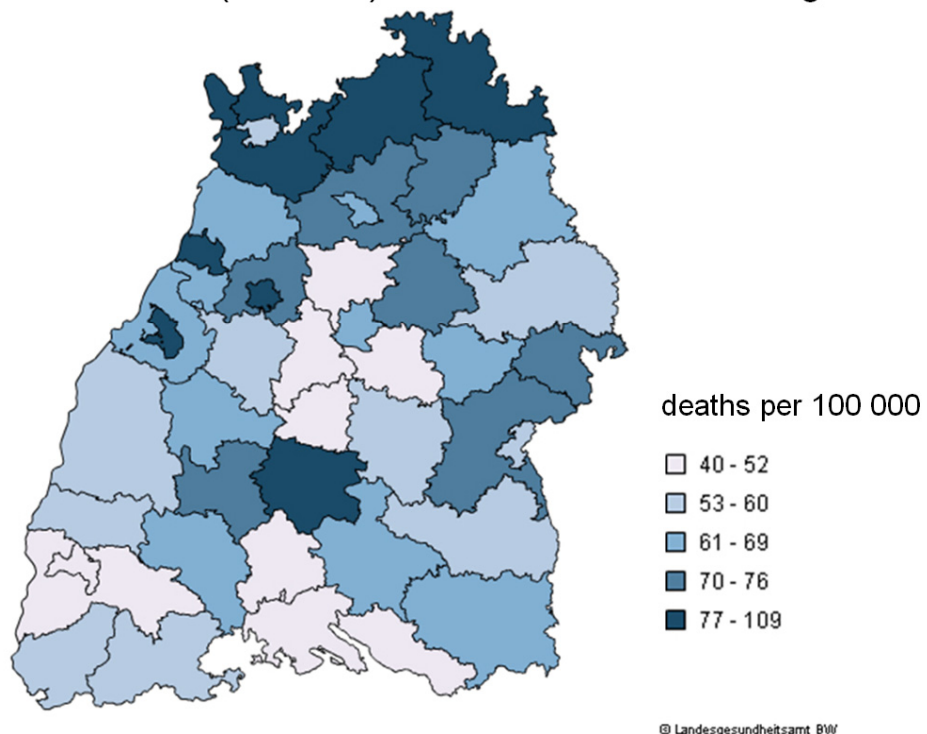 deaths per 100 000
40 - 52
53 - 60
61 - 69
70 - 76
77 - 109
© Landesgesundheitsamt BW